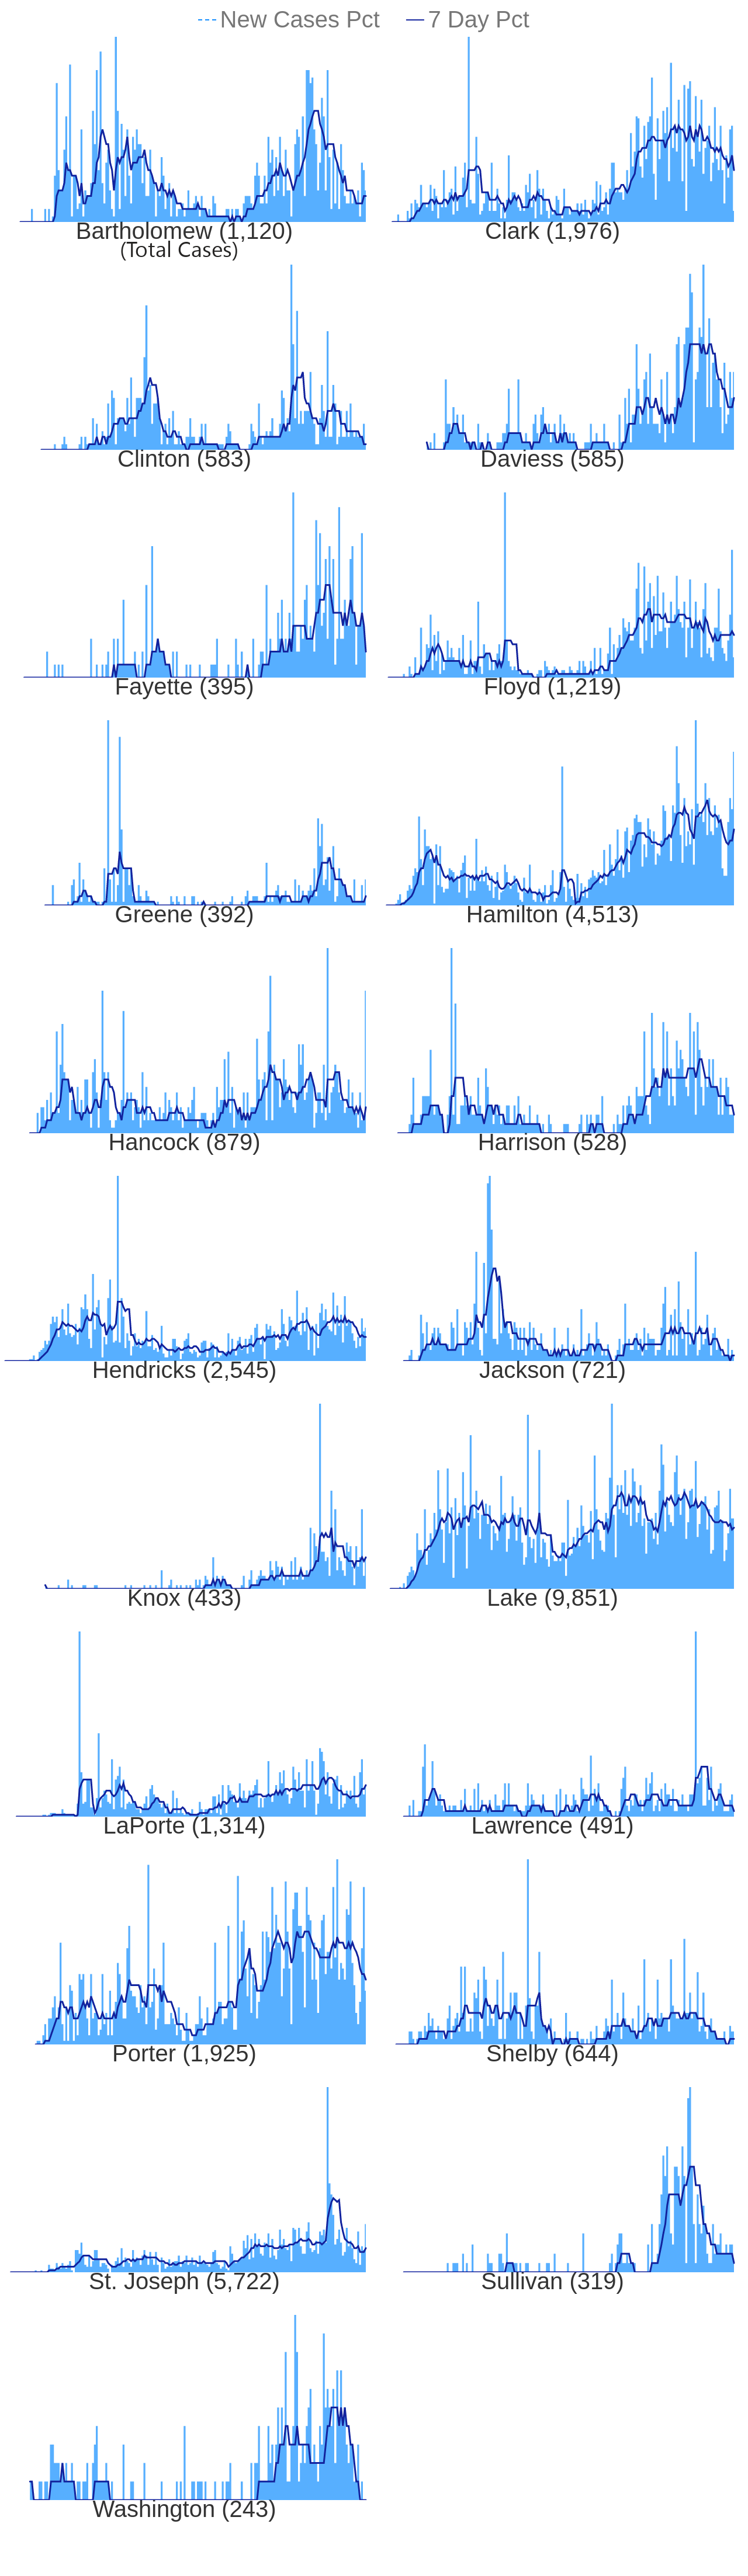 New Cases Pct 7 Day Pct
Bartholomew (1,120) Clark (1,976)
(Total Cases)
Clinton (583) Daviess (585)
Fayette (395) Floyd (1,219)
Greene (392) Hamilton (4,513)
Hancock (879) Harrison (528)
Hendricks (2,545) Jackson (721)
Knox (433) Lake (9,851)
LaPorte (1,314) Lawrence (491)
Porter (1,925) Shelby (644)
St. Joseph (5,722) Sullivan (319)
Washington (243)